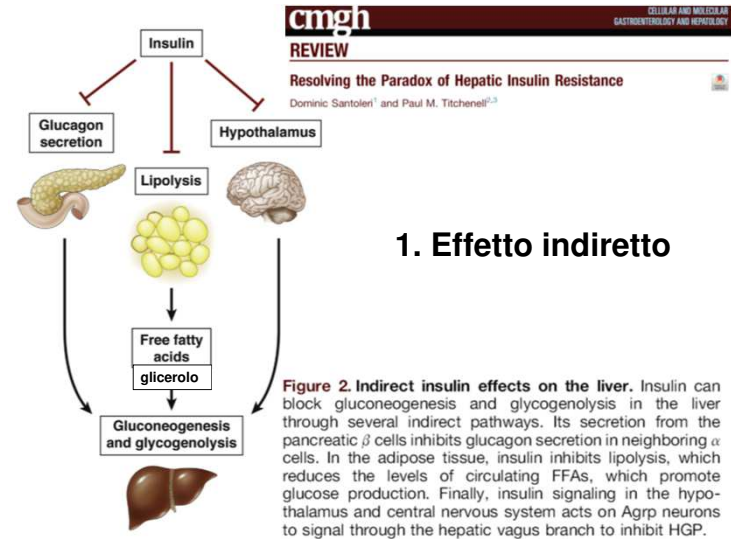 cmgh
CELLULAR AND MOLECULAR
GASTROENTEROLOGY AND HEPATOLOGY
REVIEW
Resolving the Paradox of Hepatic Insulin Resistance
Dominic Santoleri¹ and Paul M. Titchenell²,³
Insulin
Glucagon
secretion
Hypothalamus
Lipolysis
1. Effetto indiretto
Free fatty
acids
glicerolo
Gluconeogenesis
and glycogenolysis
Figure 2. Indirect insulin effects on the liver. Insulin can
block gluconeogenesis and glycogenolysis in the liver
through several indirect pathways. Its secretion from the
pancreatic β cells inhibits glucagon secretion in neighboring α
cells. In the adipose tissue, insulin inhibits lipolysis, which
reduces the levels of circulating FFAs, which promote
glucose production. Finally, insulin signaling in the hypo-
thalamus and central nervous system acts on Agrp neurons
to signal through the hepatic vagus branch to inhibit HGP.